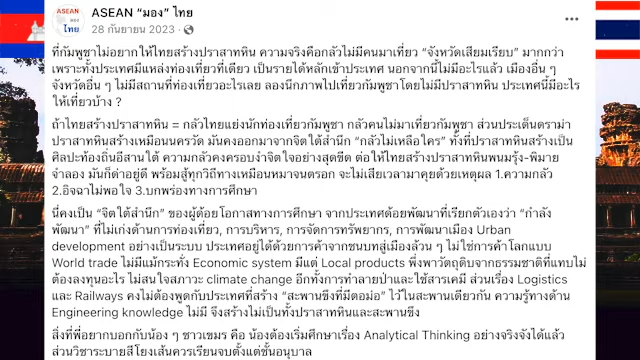 ASEAN
"มอง"
ไทย
ASEAN "มอง" ไทย
28 กันยายน 2023
ที่กัมพูชาไม่อยากให้ไทยสร้างปราสาทหิน ความจริงคือกลัวไม่มีคนมาเที่ยว "จังหวัดเสียมเรียบ" มากกว่า
เพราะทั้งประเทศมีแหล่งท่องเที่ยวที่เดียว เป็นรายได้หลักเข้าประเทศ นอกจากนี้ไม่มีอะไรแล้ว เมืองอื่น ๆ
จังหวัดอื่น ๆ ไม่มีสถานที่ท่องเที่ยวอะไรเลย ลองนึกภาพไปเที่ยวกัมพูชาโดยไม่มีปราสาทหิน ประเทศนี้มีอะไร
ให้เที่ยวบ้าง ?
ถ้าไทยสร้างปราสาทหิน = กลัวไทยแย่งนักท่องเที่ยวกัมพูชา กลัวคนไม่มาเที่ยวกัมพูชา ส่วนประเด็นดราม่า
ปราสาทหินสร้างเหมือนนครวัด มันคงออกมาจากจิตใต้สำนึก "กลัวไม่เหลือใคร" ทั้งที่ปราสาทหินสร้างเป็น
ศิลปะท้องถิ่นอีสานใต้ ความกลัวคงครอบงำจิตใจอย่างสุดขีด ต่อให้ไทยสร้างปราสาทหินพนมรุ้ง-พิมาย
จำลอง มันก็ด่าอยู่ดี พร้อมสู้ทุกวิถีทางเหมือนหมาจนตรอก จะไม่เสียเวลามาคุยด้วยเหตุผล 1.ความกลัว
2.อิจฉาไม่พอใจ 3.บกพร่องทางการศึกษา
นี่คงเป็น "จิตใต้สำนึก" ของผู้ด้อยโอกาสทางการศึกษา จากประเทศด้อยพัฒนาที่เรียกตัวเองว่า "กำลัง
พัฒนา" ที่ไม่เก่งด้านการท่องเที่ยว, การบริหาร, การจัดการทรัพยากร, การพัฒนาเมือง Urban
development อย่างเป็นระบบ ประเทศอยู่ได้ด้วยการค้าจากชนบทสู่เมืองล้วน ๆ ไม่ใช่การค้าโลกแบบ
World trade ไม่มีแม้กระทั่ง Economic system มีแต่ Local products พึ่งพาวัตถุดิบจากธรรมชาติที่แทบไม่
ต้องลงทุนอะไร ไม่สนใจสภาวะ climate change อีกทั้งการทำลายป่าและใช้สารเคมี ส่วนเรื่อง Logistics
และ Railways คงไม่ต้องพูดกับประเทศที่สร้าง "สะพานขึงที่มีตอม่อ" ไว้ในสะพานเดียวกัน ความรู้ทางด้าน
Engineering knowledge ไม่มี จึงสร้างไม่เป็นทั้งปราสาทหินและสะพานขึง
สิ่งที่พี่อยากบอกกับน้อง ๆ ชาวเขมร คือ น้องต้องเริ่มศึกษาเรื่อง Analytical Thinking อย่างจริงจังได้แล้ว
ส่วนวิชาระบายสีโยงเส้นควรเรียนจบตั้งแต่ชั้นอนุบาล